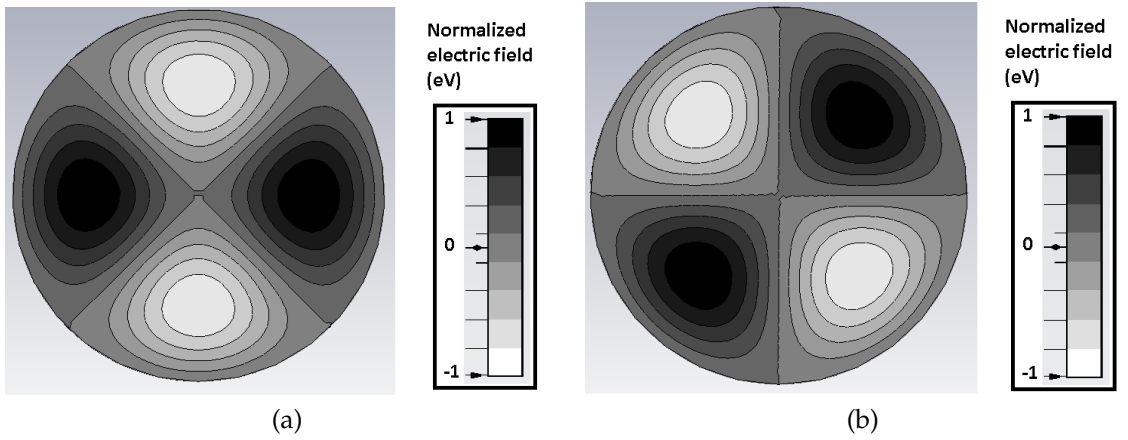 Normalized
electric field
(eV)
1
0
-1
(a)
Normalized
electric field
(eV)
1
0
-1
(b)